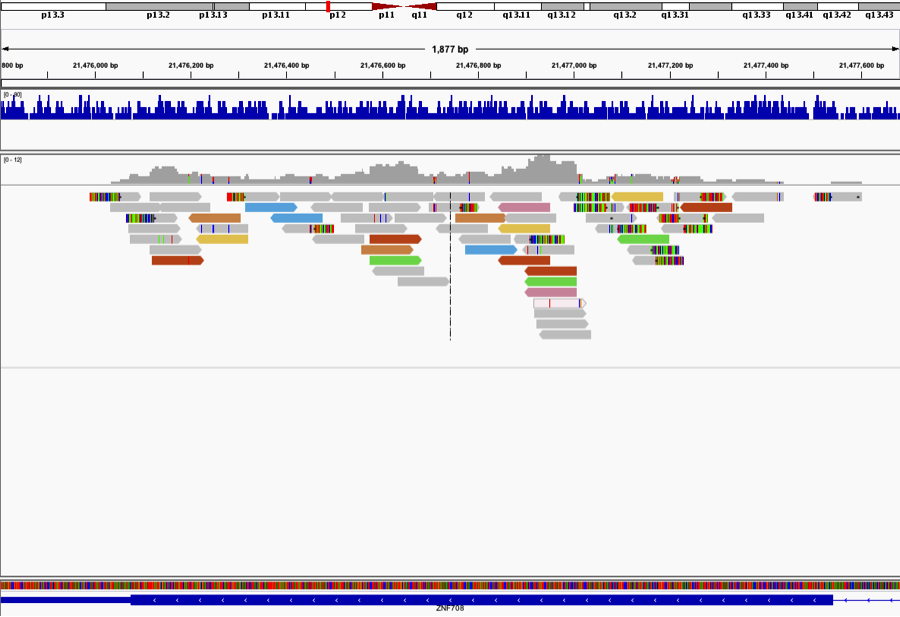 p13.3 p13.2 p13.13 p13.11 p12 p11 q11 q12 q13.11 q13.12 q13.2 q13.31 q13.33 q13.41 q13.42 q13.43
1,877 bp
800 bp 21,476,000 bp 21,476,200 bp 21,476,400 bp 21,476,600 bp 21,476,800 bp 21,477,000 bp 21,477,200 bp 21,477,400 bp 21,477,600 bp
[0 - 12]
ZNF708